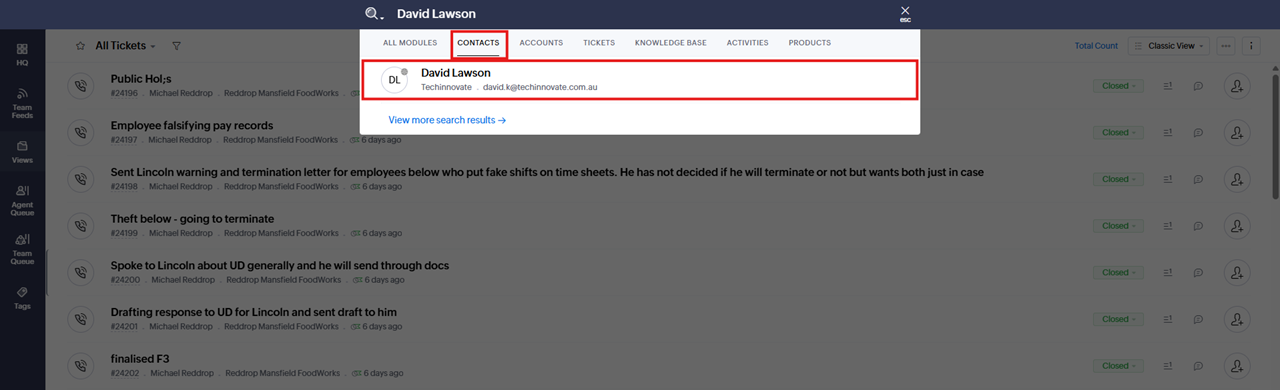 David Lawson
esc
ALL MODULES CONTACTS ACCOUNTS TICKETS KNOWLEDGE BASE ACTIVITIES PRODUCTS
DL David Lawson
Techinnovate . david.k@techinnovate.com.au
View more search results →
HQ
Team Feeds
Views
Agent Queue
Team Queue
Tags
All Tickets
Total Count Classic View
Public Hol;s
#24196 . Michael Reddrop . Reddrop Mansfield FoodWorks .
Closed
Employee falsifying pay records
#24197 . Michael Reddrop . Reddrop Mansfield FoodWorks . 6 days ago
Closed
Sent Lincoln warning and termination letter for employees below who put fake shifts on time sheets. He has not decided if he will terminate or not but wants both just in case
#24198 . Michael Reddrop . Reddrop Mansfield FoodWorks . 6 days ago
Closed
Theft below - going to terminate
#24199 . Michael Reddrop . Reddrop Mansfield FoodWorks . 6 days ago
Closed
Spoke to Lincoln about UD generally and he will send through docs
#24200 . Michael Reddrop . Reddrop Mansfield FoodWorks . 6 days ago
Closed
Drafting response to UD for Lincoln and sent draft to him
#24201 . Michael Reddrop . Reddrop Mansfield FoodWorks . 6 days ago
Closed
finalised F3
#24202 . Michael Reddrop . Reddrop Mansfield FoodWorks . 6 days ago
Closed